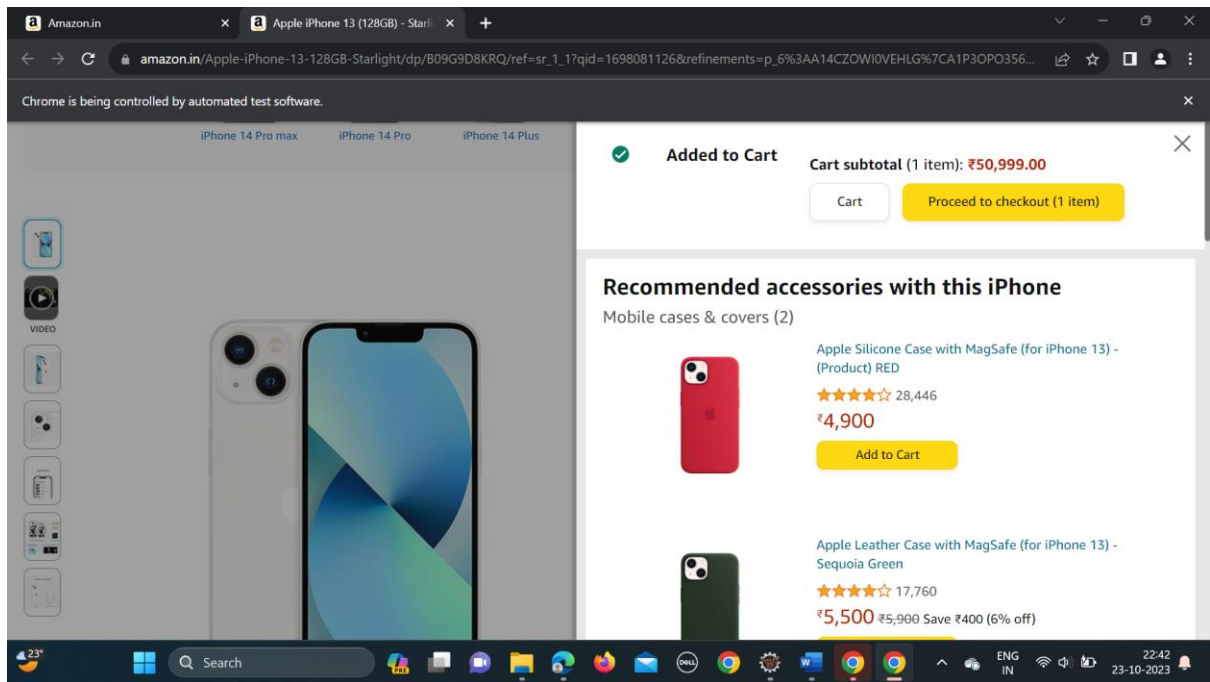 Amazon.in
Apple iPhone 13 (128GB) - Starli
amazon.in/Apple-iPhone-13-128GB-Starlight/dp/B09G9D8KRQ/ref=sr_1_1?qid=1698081126&refinements=p_6%3AA14CZOWI0VEHLG%7CA1P3OPO356...
Chrome is being controlled by automated test software.
iPhone 14 Pro max iPhone 14 Pro iPhone 14 Plus
Added to Cart
Cart subtotal (1 item): ₹50,999.00
Cart Proceed to checkout (1 item)
VIDEO
Recommended accessories with this iPhone
Mobile cases & covers (2)
Apple Silicone Case with MagSafe (for iPhone 13) -
(Product) RED
28,446
₹4,900
Add to Cart
Apple Leather Case with MagSafe (for iPhone 13) -
Sequoia Green
17,760
₹5,500 ₹5,900 Save ₹400 (6% off)
23°
Search
PRE
DELL
W
ENG
IN
22:42
23-10-2023